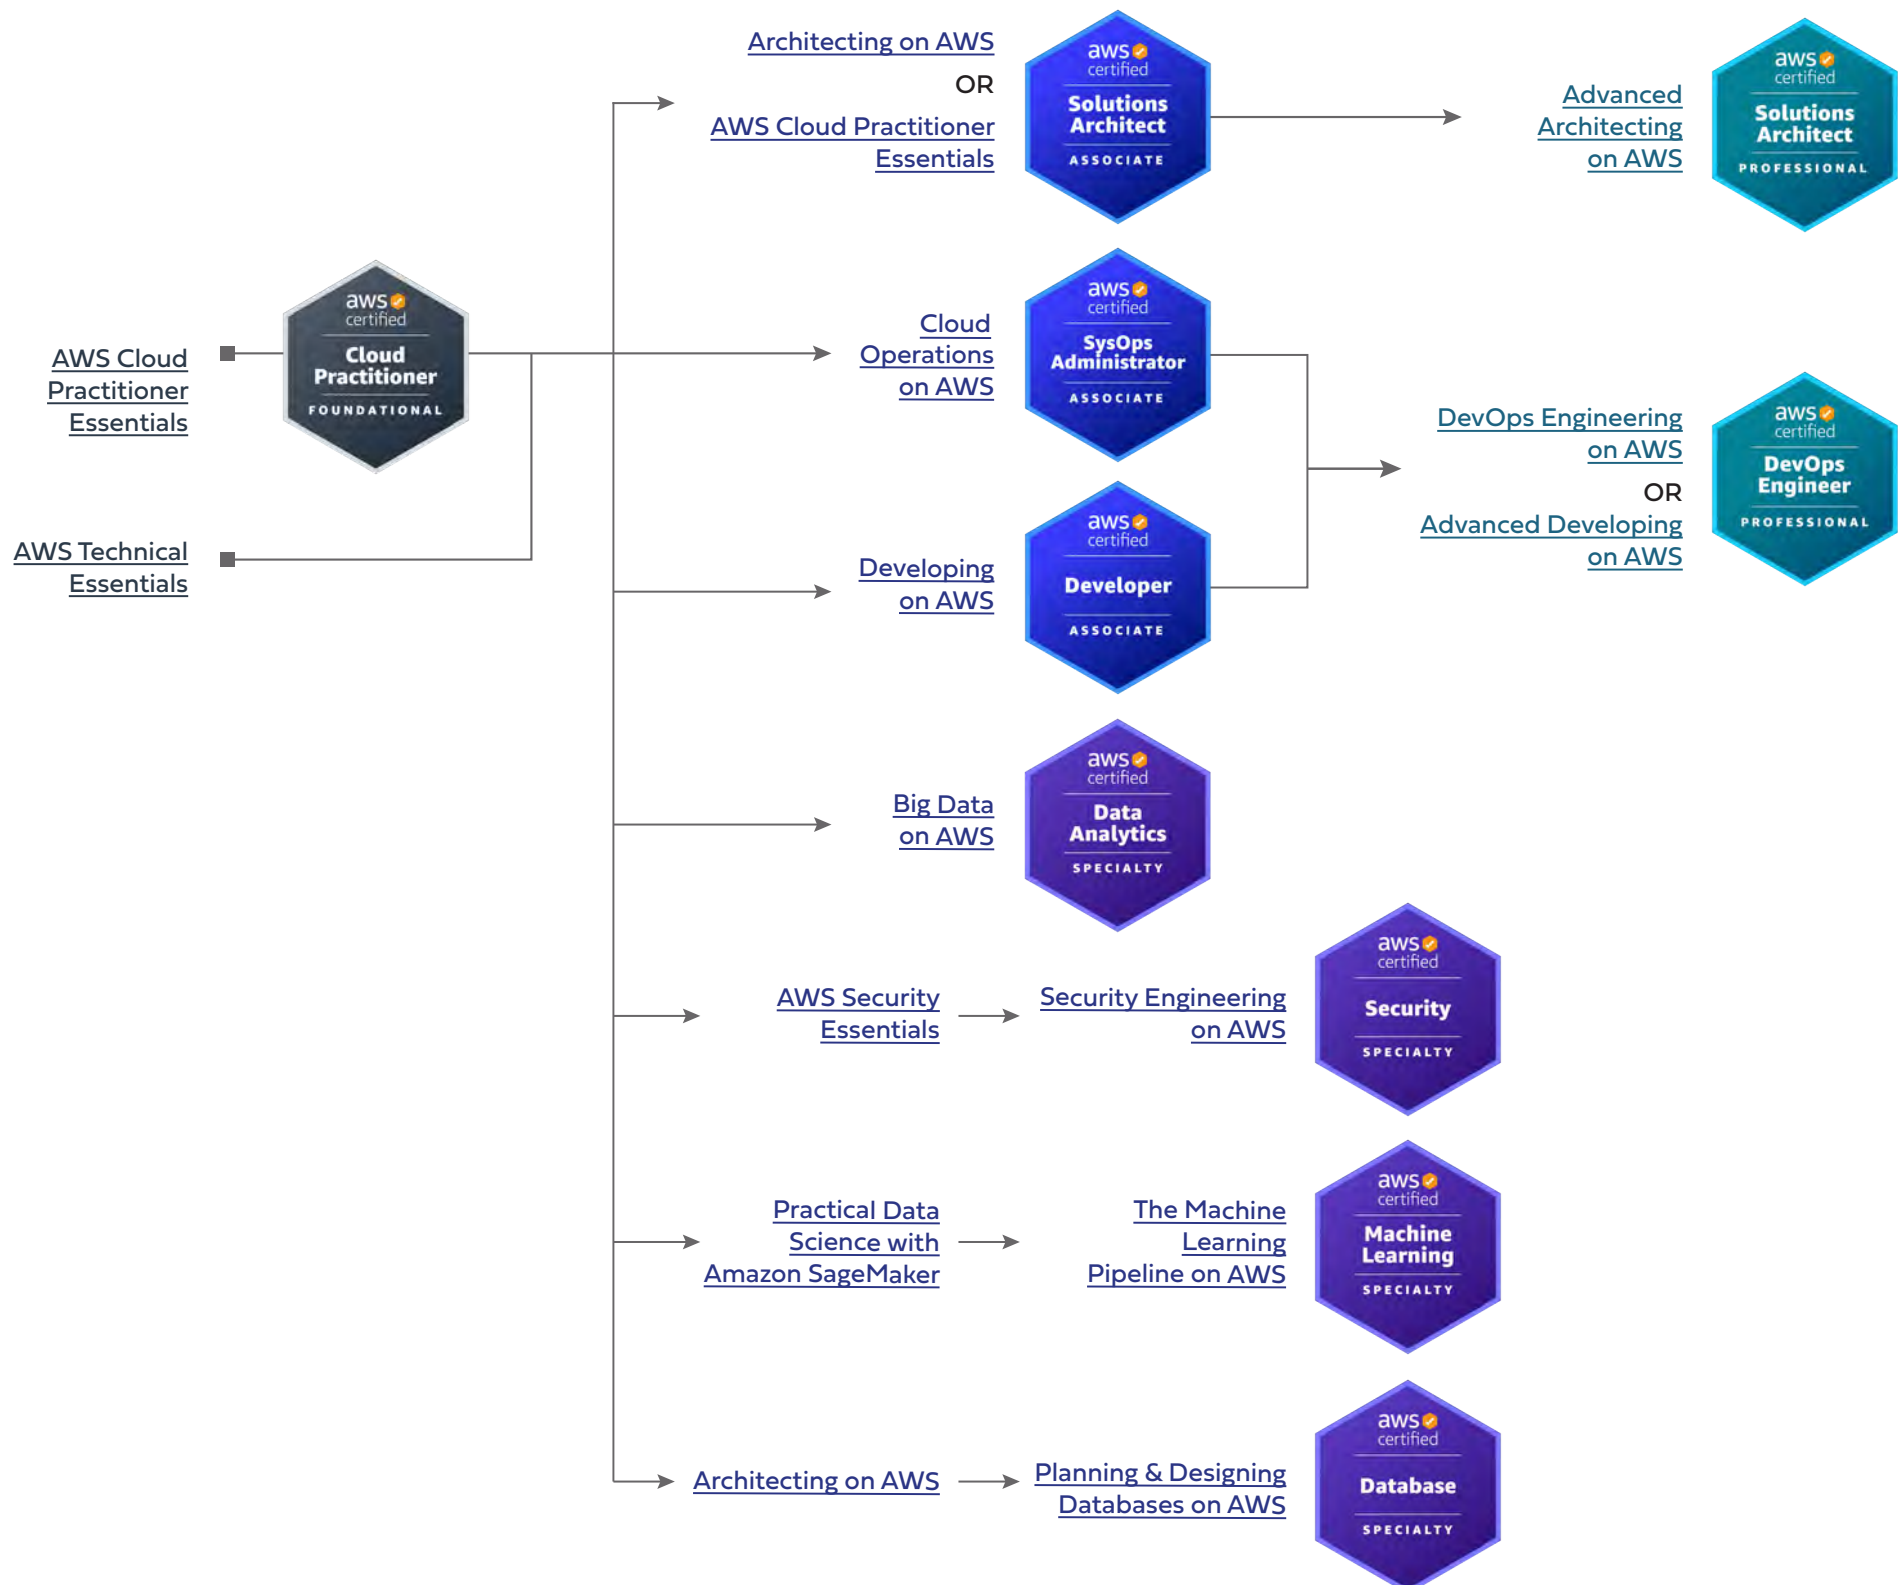 AWS Cloud
Practitioner
Essentials
AWS Technical
Essentials
aws
certified
Cloud
Practitioner
FOUNDATIONAL
Architecting on AWS
OR
AWS Cloud Practitioner
Essentials
aws
certified
Solutions
Architect
ASSOCIATE
Advanced
Architecting
on AWS
aws
certified
Solutions
Architect
PROFESSIONAL
Cloud
Operations
on AWS
aws
certified
SysOps
Administrator
ASSOCIATE
Developing
on AWS
aws
certified
Developer
ASSOCIATE
DevOps Engineering
on AWS
OR
Advanced Developing
on AWS
aws
certified
DevOps
Engineer
PROFESSIONAL
Big Data
on AWS
aws
certified
Data
Analytics
SPECIALTY
AWS Security
Essentials
Security Engineering
on AWS
aws
certified
Security
SPECIALTY
Practical Data
Science with
Amazon SageMaker
The Machine
Learning
Pipeline on AWS
aws
certified
Machine
Learning
SPECIALTY
Architecting on AWS
Planning & Designing
Databases on AWS
aws
certified
Database
SPECIALTY